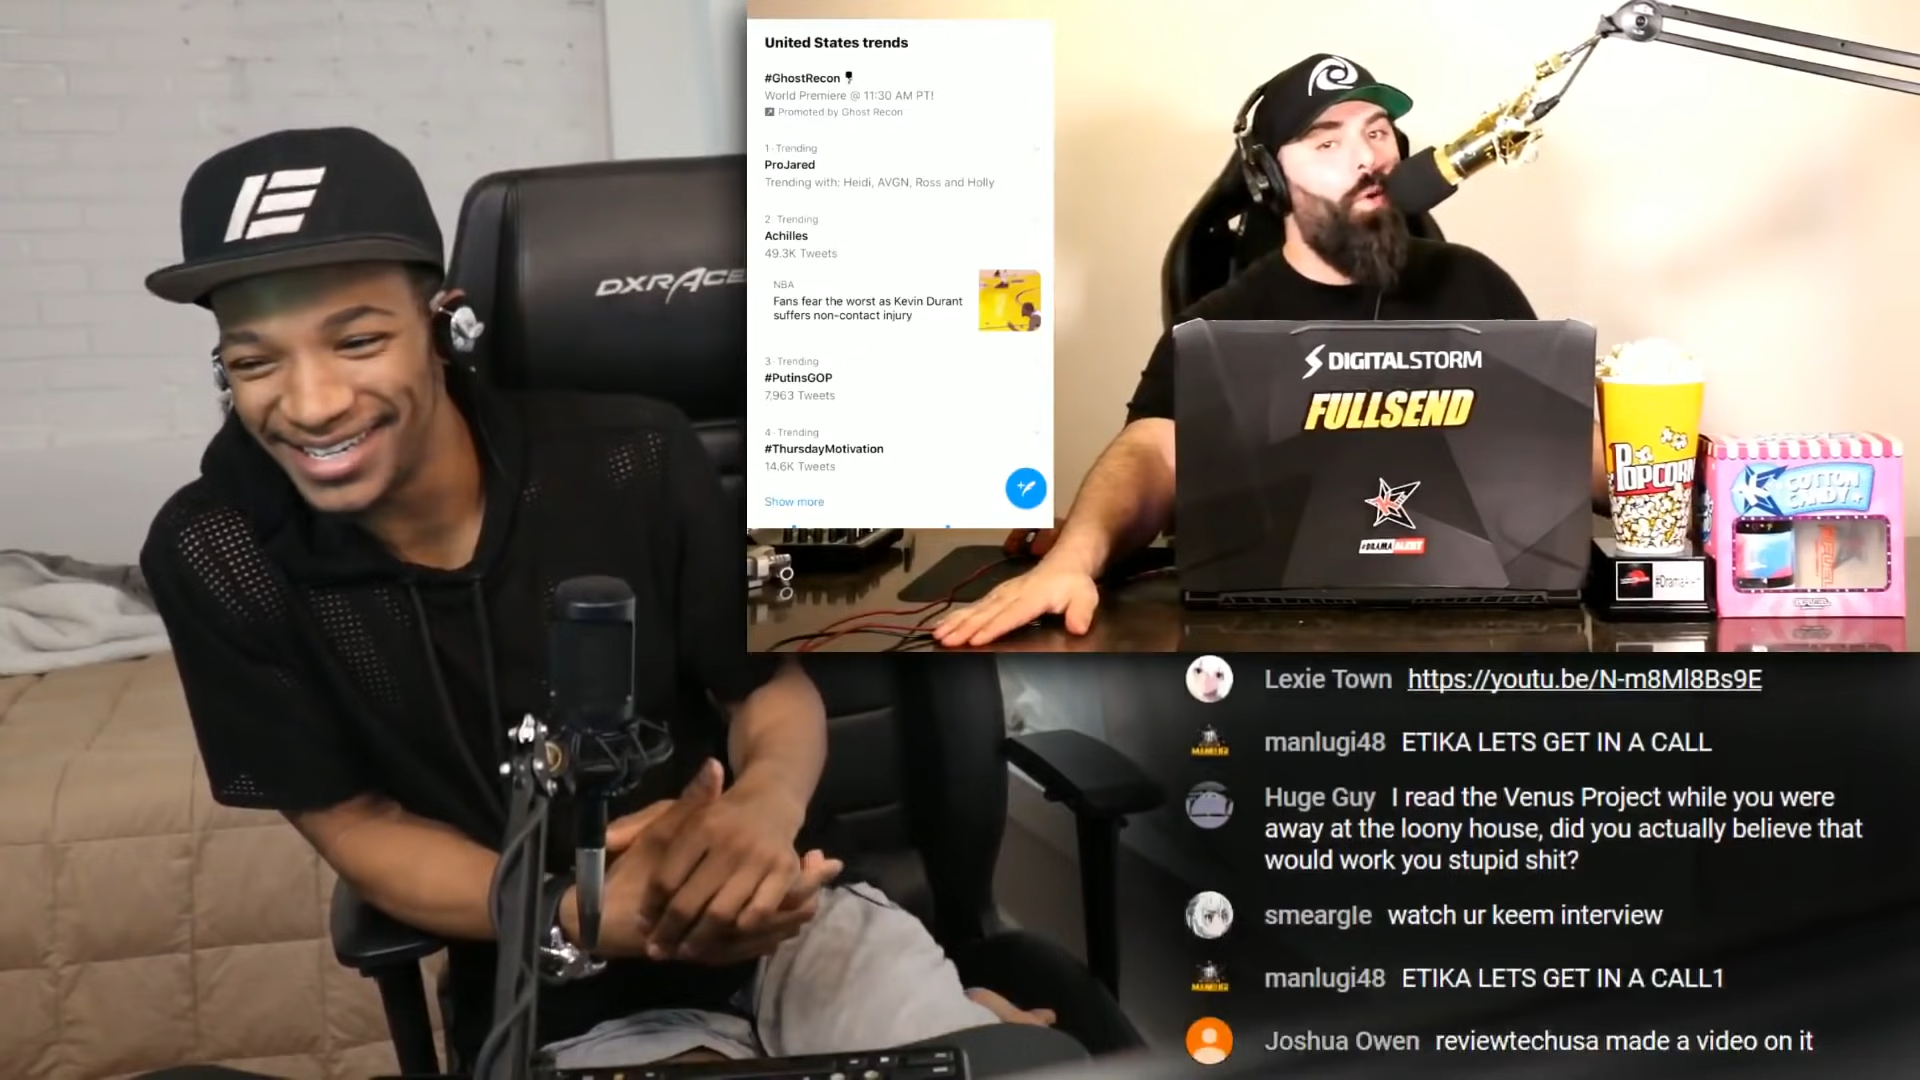 United States trends
#GhostRecon
World Premiere @ 11:30 AM PT!
Promoted by Ghost Recon
1 · Trending
ProJared
Trending with: Heidi, AVGN, Ross and Holly
2 · Trending
Achilles
49.3K Tweets
NBA
Fans fear the worst as Kevin Durant
suffers non-contact injury
3 · Trending
#PutinsGOP
7,963 Tweets
4 · Trending
#ThursdayMotivation
14.6K Tweets
Show more
DXRACE
DIGITALSTORM
FULLSEND
#DRAMAALERT
POPCORN
COTTON
CANDY
Lexie Town https://youtu.be/N-m8Ml8Bs9E
manlugi48 ETIKA LETS GET IN A CALL
Huge Guy I read the Venus Project while you were
away at the loony house, did you actually believe that
would work you stupid shit?
smeargle watch ur keem interview
manlugi48 ETIKA LETS GET IN A CALL1
Joshua Owen reviewtechusa made a video on it